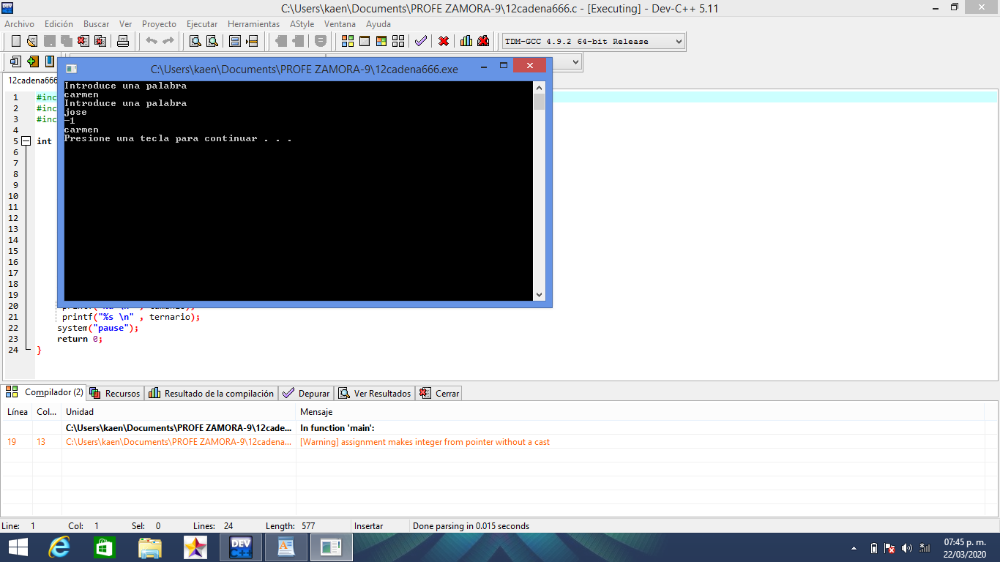 C:\Users\kaen\Documents\PROFE ZAMORA-9\12cadena666.c - [Executing] - Dev-C++ 5.11
Archivo Edición Buscar Ver Proyecto Ejecutar Herramientas AStyle Ventana Ayuda
TDM-GCC 4.9.2 64-bit Release
C:\Users\kaen\Documents\PROFE ZAMORA-9\12cadena666.exe
12cadena666
Introduce una palabra
carmen
Introduce una palabra
jose
-1
carmen
Presione una tecla para continuar . . .
1 #inc
2 #inc
3 #inc
4
5 int
6
7
8
9
10
11
12
13
14
15
16
17
18
19
20
21 printf("%s \n" , ternario);
22 system("pause");
23 return 0;
24 }
Compilador (2) Recursos Resultado de la compilación Depurar Ver Resultados Cerrar
Línea Col... Unidad Mensaje
C:\Users\kaen\Documents\PROFE ZAMORA-9\12cade... In function 'main':
19 13 C:\Users\kaen\Documents\PROFE ZAMORA-9\12cadena... [Warning] assignment makes integer from pointer without a cast
Line: 1 Col: 1 Sel: 0 Lines: 24 Length: 577 Insertar Done parsing in 0.015 seconds
DEV C++
07:45 p. m.
22/03/2020